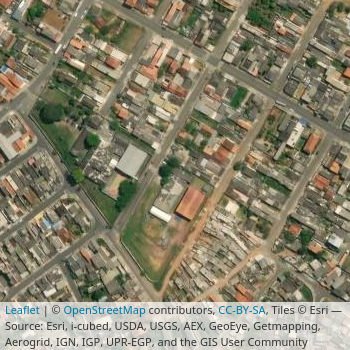 Leaflet | © OpenStreetMap contributors, CC-BY-SA, Tiles © Esri —
Source: Esri, i-cubed, USDA, USGS, AEX, GeoEye, Getmapping,
Aerogrid, IGN, IGP, UPR-EGP, and the GIS User Community